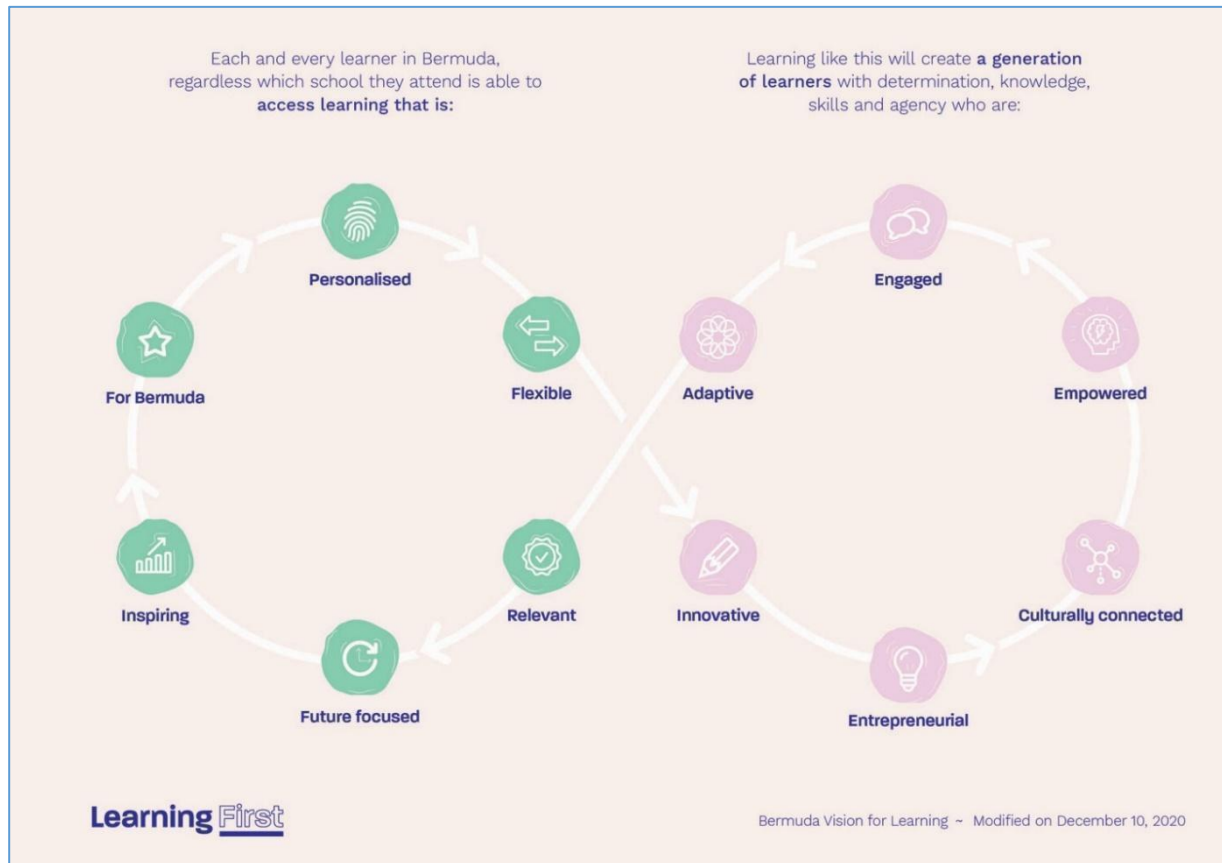 Each and every learner in Bermuda,
regardless which school they attend is able to
access learning that is:
Learning like this will create a generation
of learners with determination, knowledge,
skills and agency who are:
Personalised
For Bermuda
Flexible
Inspiring
Relevant
Future focused
Engaged
Adaptive
Empowered
Innovative
Culturally connected
Entrepreneurial
Learning First
Bermuda Vision for Learning ~ Modified on December 10, 2020